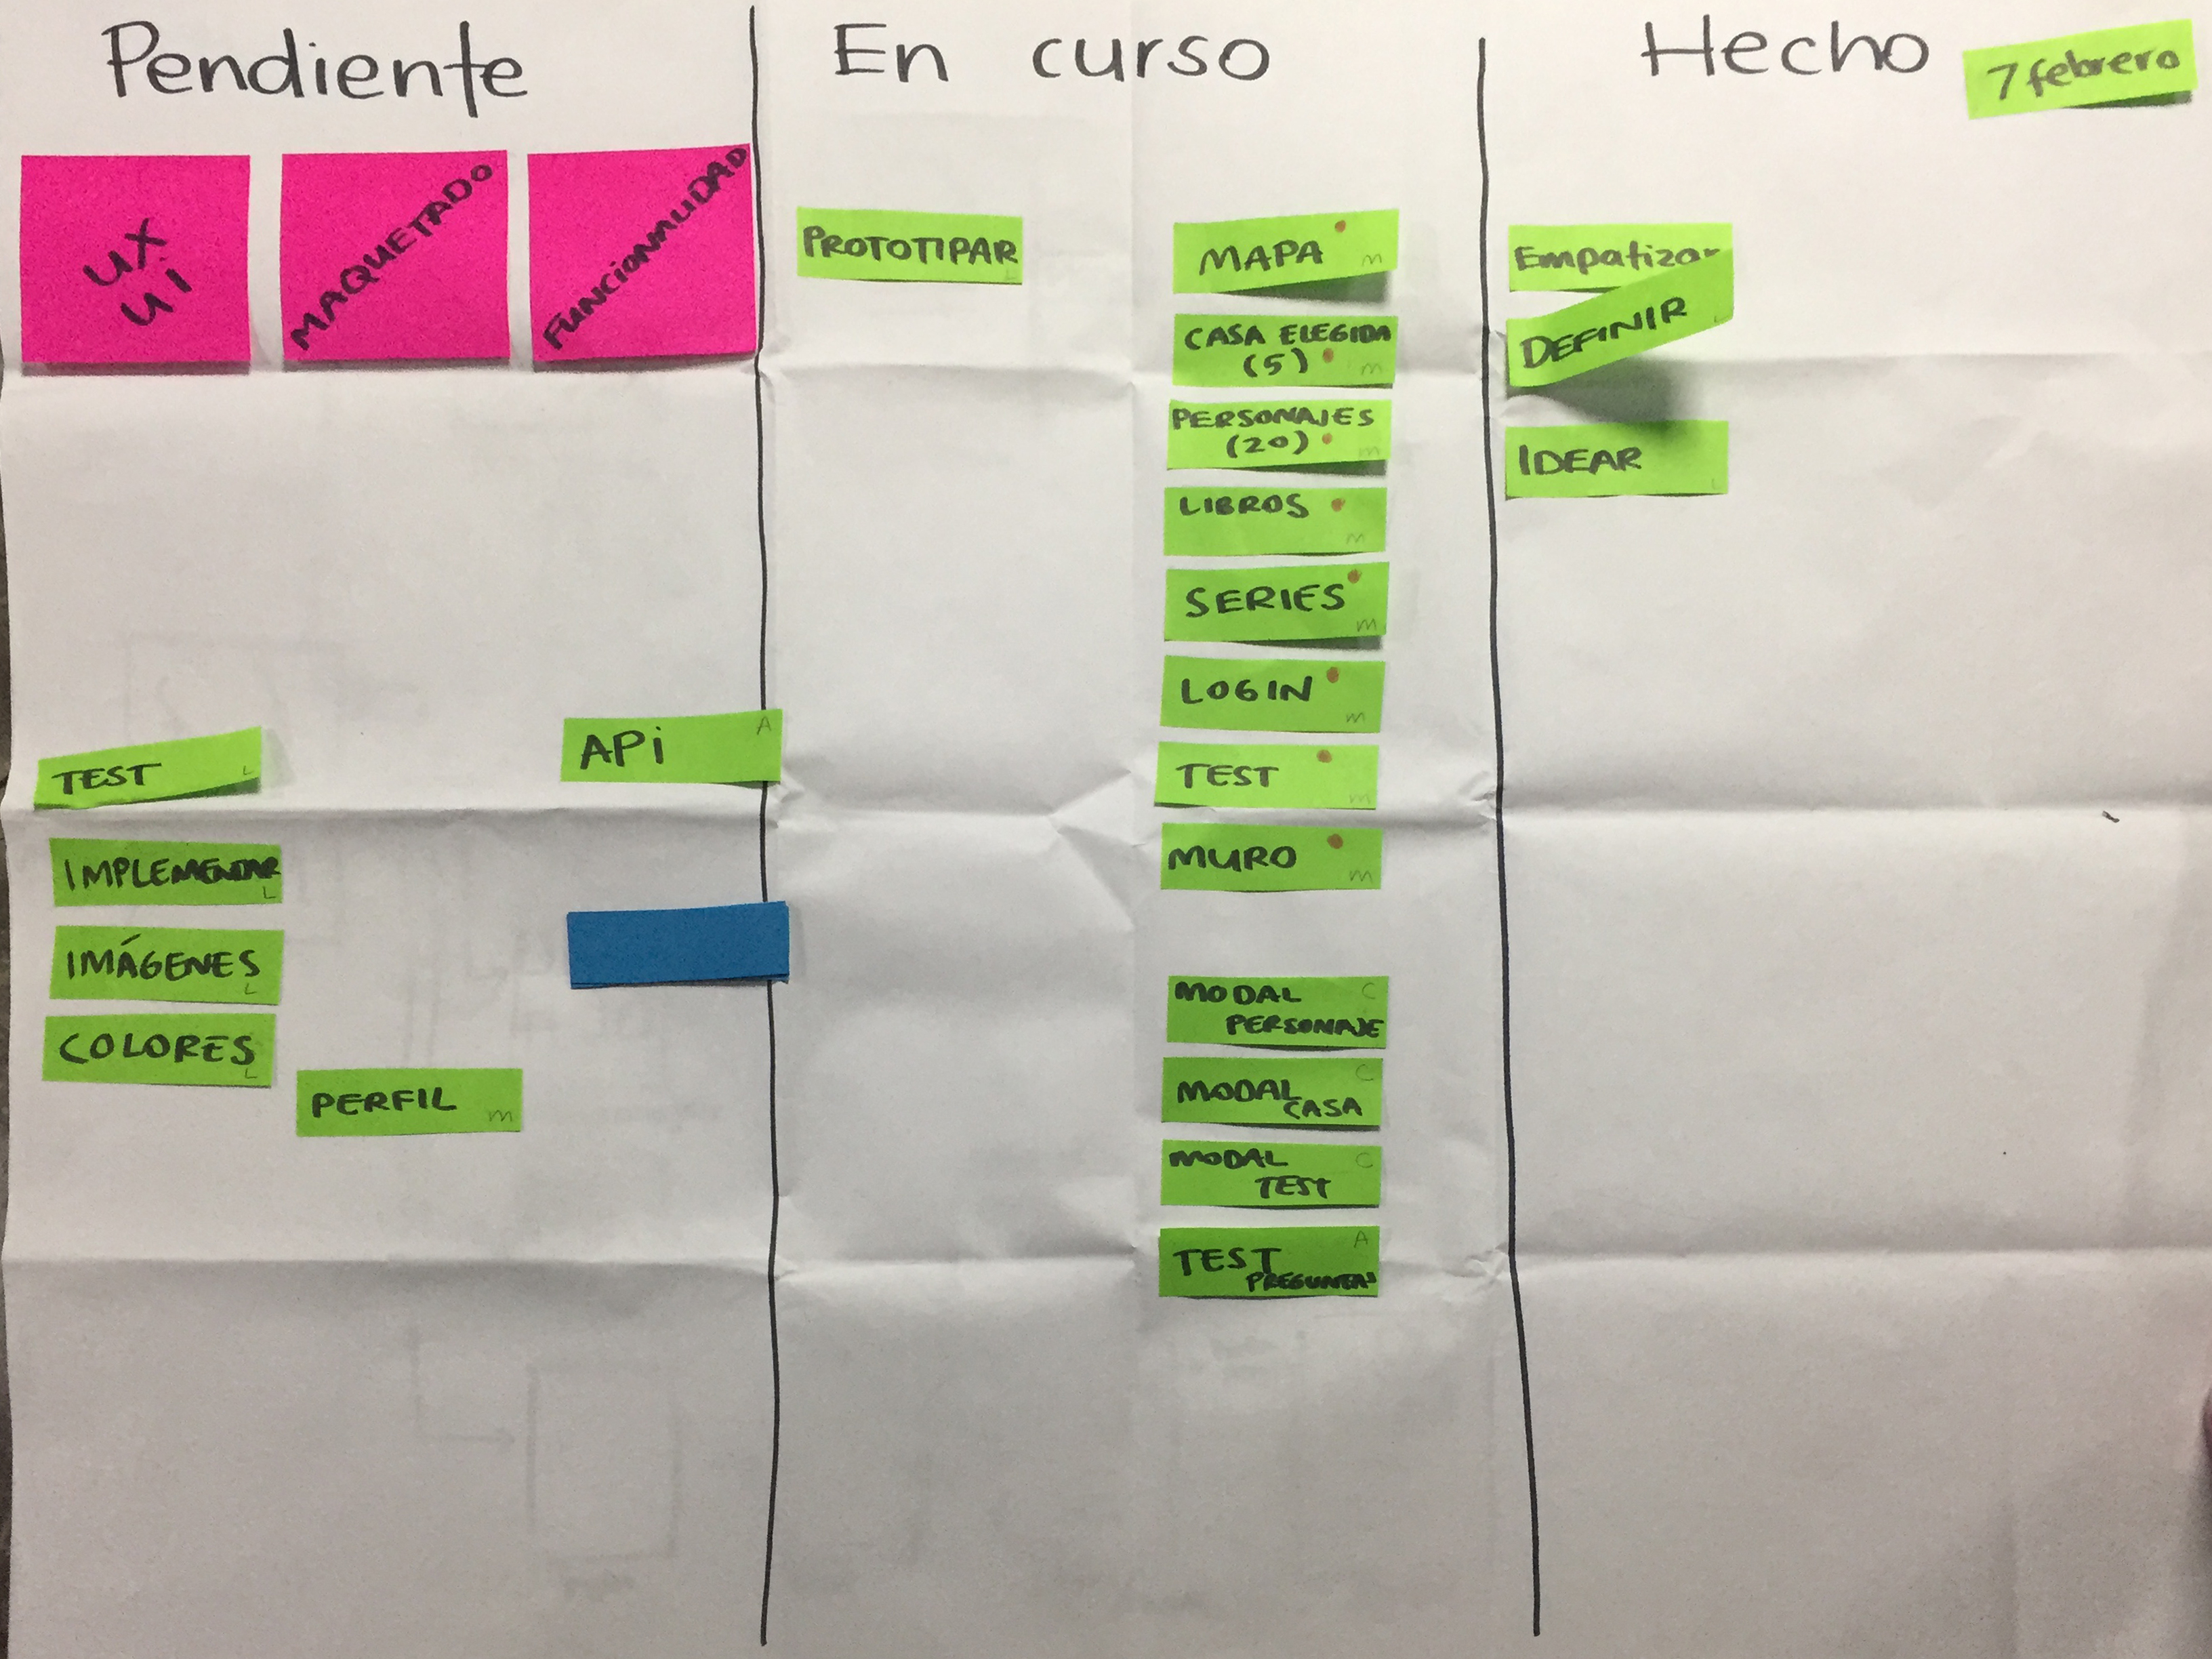 Pendiente
En curso
Hecho
7 febrero
UX
UI
MAQUETADO
FUNCIONALIDAD
TEST L
IMPLEMENTAR
L
IMÁGENES
L
COLORES
L
PERFIL m
API A
PROTOTIPAR
L
MAPA m
CASA ELEGIDA
(5) m
PERSONAJES
(20) m
LIBROS
m
SERIES
m
LOGIN
m
TEST
m
MURO
m
MODAL C
PERSONAJE
MODAL C
CASA
MODAL C
TEST
TEST A
PREGUNTAS
Empatizar
DEFINIR L
IDEAR
L